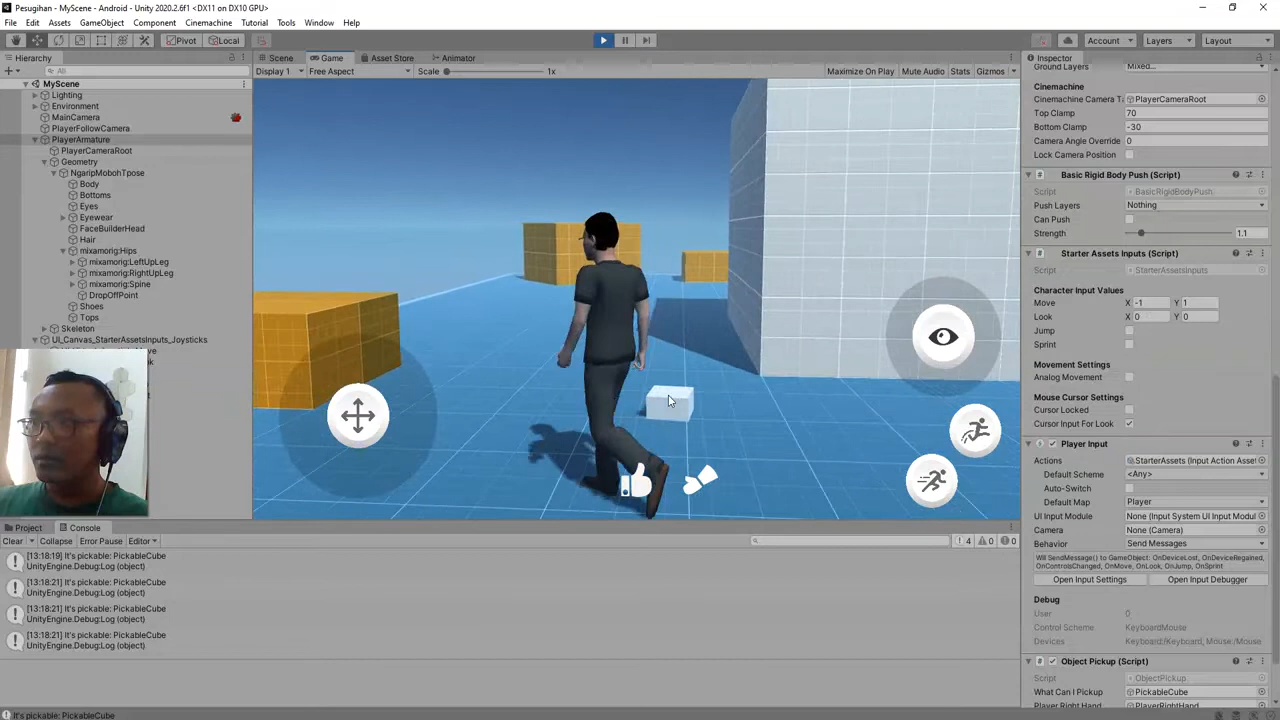 Pesugihan - MyScene - Android - Unity 2020.2.6f1 <DX11 on DX10 GPU>
File Edit Assets GameObject Component Cinemachine Tutorial Tools Window Help
Pivot Local Account Layers Layout
Hierarchy
All
MyScene
Lighting
Environment
MainCamera
PlayerFollowCamera
PlayerArmature
PlayerCameraRoot
Geometry
NgaripMobohTpose
Body
Bottoms
Eyes
Eyewear
FaceBuilderHead
Hair
mixamorig:Hips
mixamorig:LeftUpLeg
mixamorig:RightUpLeg
mixamorig:Spine
DropOffPoint
Shoes
Tops
Skeleton
UI_Canvas_StarterAssetsInputs_Joysticks
Scene Game Asset Store Animator
Display 1 Free Aspect Scale 1x Maximize On Play Mute Audio Stats Gizmos
Inspector
Ground Layers Mixed...
Cinemachine
Cinemachine Camera T PlayerCameraRoot
Top Clamp 70
Bottom Clamp -30
Camera Angle Override 0
Lock Camera Position
Basic Rigid Body Push (Script)
Script BasicRigidBodyPush
Push Layers Nothing
Can Push
Strength 1.1
Starter Assets Inputs (Script)
Script StarterAssetsInputs
Character Input Values
Move X -1 Y 1
Look X 0 Y 0
Jump
Sprint
Movement Settings
Analog Movement
Mouse Cursor Settings
Cursor Locked
Cursor Input For Look
Player Input
Actions StarterAssets (Input Action Asset
Default Scheme <Any>
Auto-Switch
Default Map Player
UI Input Module None (Input System UI Input Modul
Camera None (Camera)
Behavior Send Messages
Will SendMessage() to GameObject: OnDeviceLost, OnDeviceRegained,
OnControlsChanged, OnMove, OnLook, OnJump, OnSprint
Open Input Settings Open Input Debugger
Debug
User 0
Control Scheme KeyboardMouse
Devices Keyboard:/Keyboard, Mouse:/Mouse
Object Pickup (Script)
Script ObjectPickup
What Can I Pickup PickableCube
Player Right Hand PlayerRightHand
Project Console
Clear Collapse Error Pause Editor 4 0 0
[13:18:19] It's pickable: PickableCube
UnityEngine.Debug:Log (object)
[13:18:21] It's pickable: PickableCube
UnityEngine.Debug:Log (object)
[13:18:21] It's pickable: PickableCube
UnityEngine.Debug:Log (object)
[13:18:21] It's pickable: PickableCube
UnityEngine.Debug:Log (object)
It's pickable: PickableCube